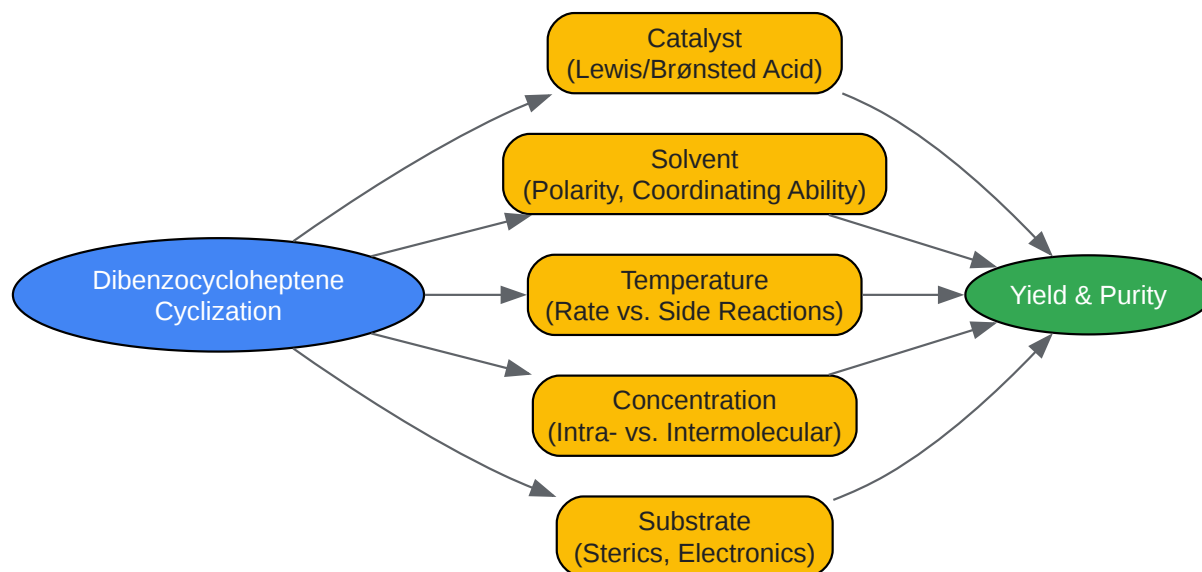 Catalyst
(Lewis/Brønsted Acid)
Solvent
(Polarity, Coordinating Ability)
Dibenzocycloheptene
Cyclization
Temperature
(Rate vs. Side Reactions)
Yield & Purity
Concentration
(Intra- vs. Intermolecular)
Substrate
(Sterics, Electronics)